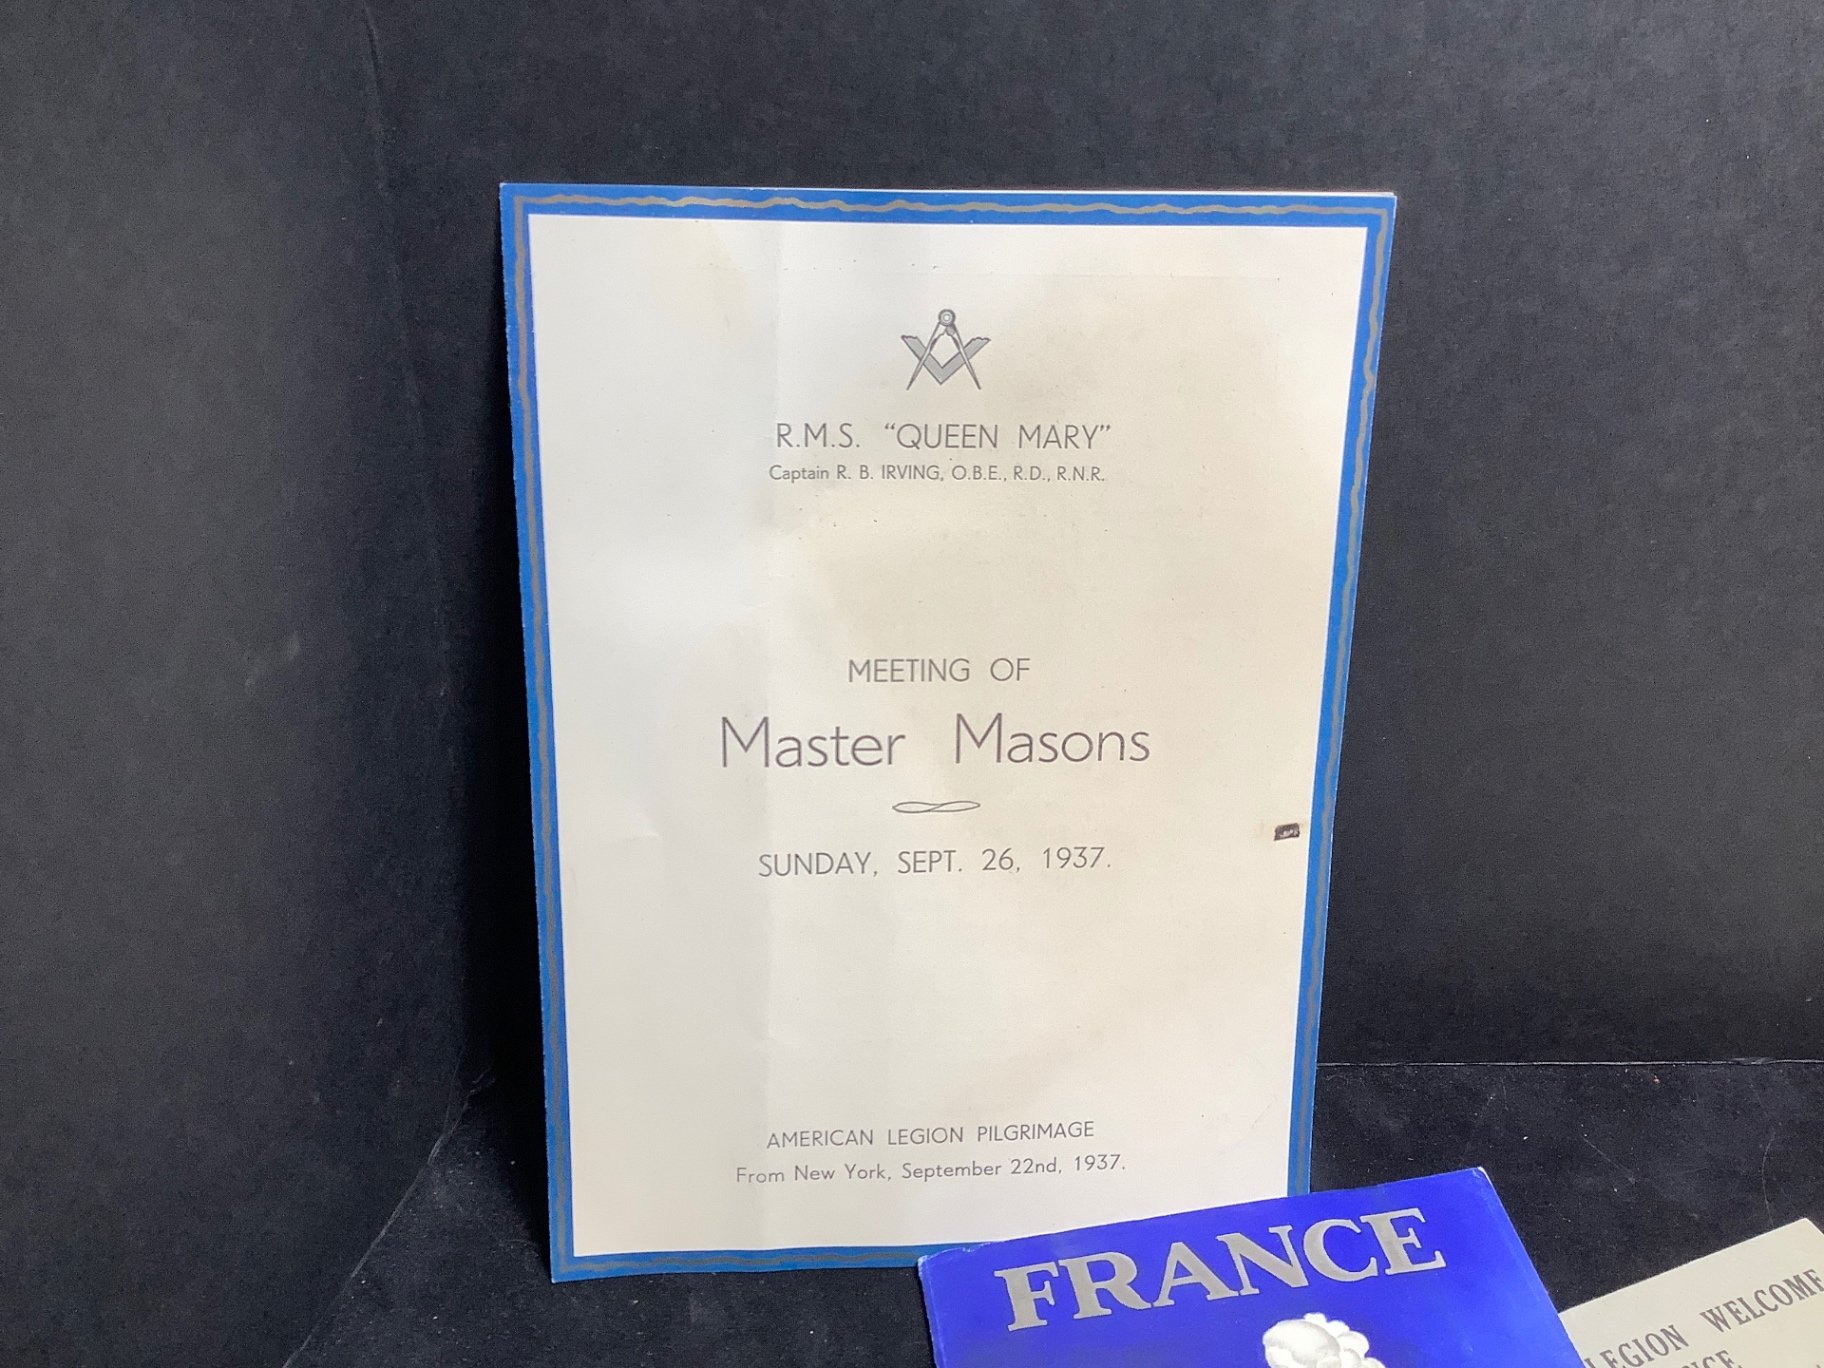 R.M.S. “QUEEN MARY”
Captain R. B. IRVING, O.B.E., R.D., R.N.R.
MEETING OF
Master Masons
SUNDAY, SEPT. 26, 1937.
AMERICAN LEGION PILGRIMAGE
From New York, September 22nd, 1937.
FRANCE
LEGION WELCOME